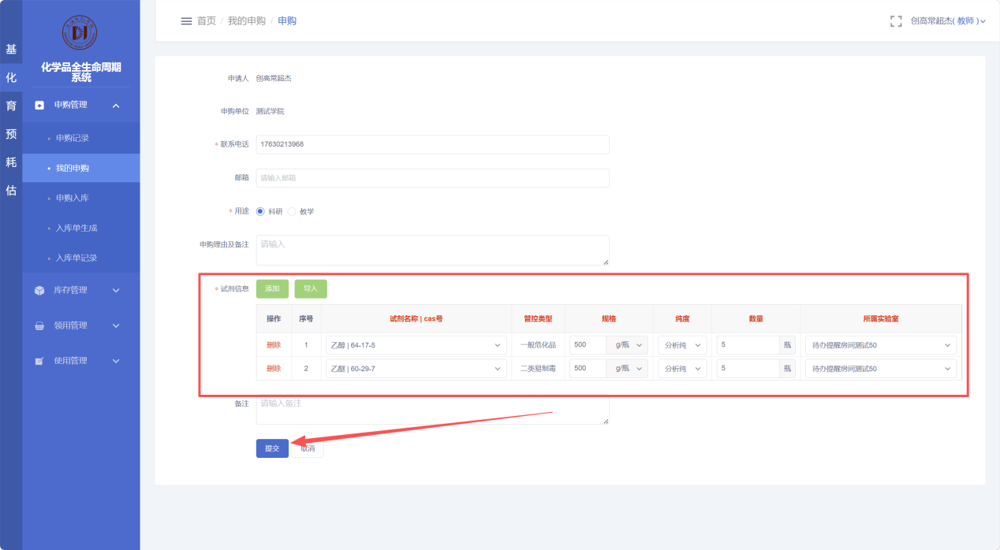 基
化
育
预
耗
估
化学品全生命周期
系统
申购管理
申购记录
我的申购
申购入库
入库单生成
入库单记录
库存管理
领用管理
使用管理
首页 / 我的申购 / 申购
创高常超杰( 教师 )
申请人 创高常超杰
申购单位 测试学院
* 联系电话 17630213968
邮箱 请输入邮箱
* 用途 科研 教学
申购理由及备注 请输入
* 试剂信息 添加 导入
操作 序号 试剂名称 | cas号 管控类型 规格 纯度 数量 所属实验室
删除 1 乙醇 | 64-17-5 一般危化品 500 g/瓶 分析纯 5 瓶 待办提醒房间测试50
删除 2 乙醚 | 60-29-7 二类易制毒 500 g/瓶 分析纯 5 瓶 待办提醒房间测试50
备注 请输入备注
提交 取消